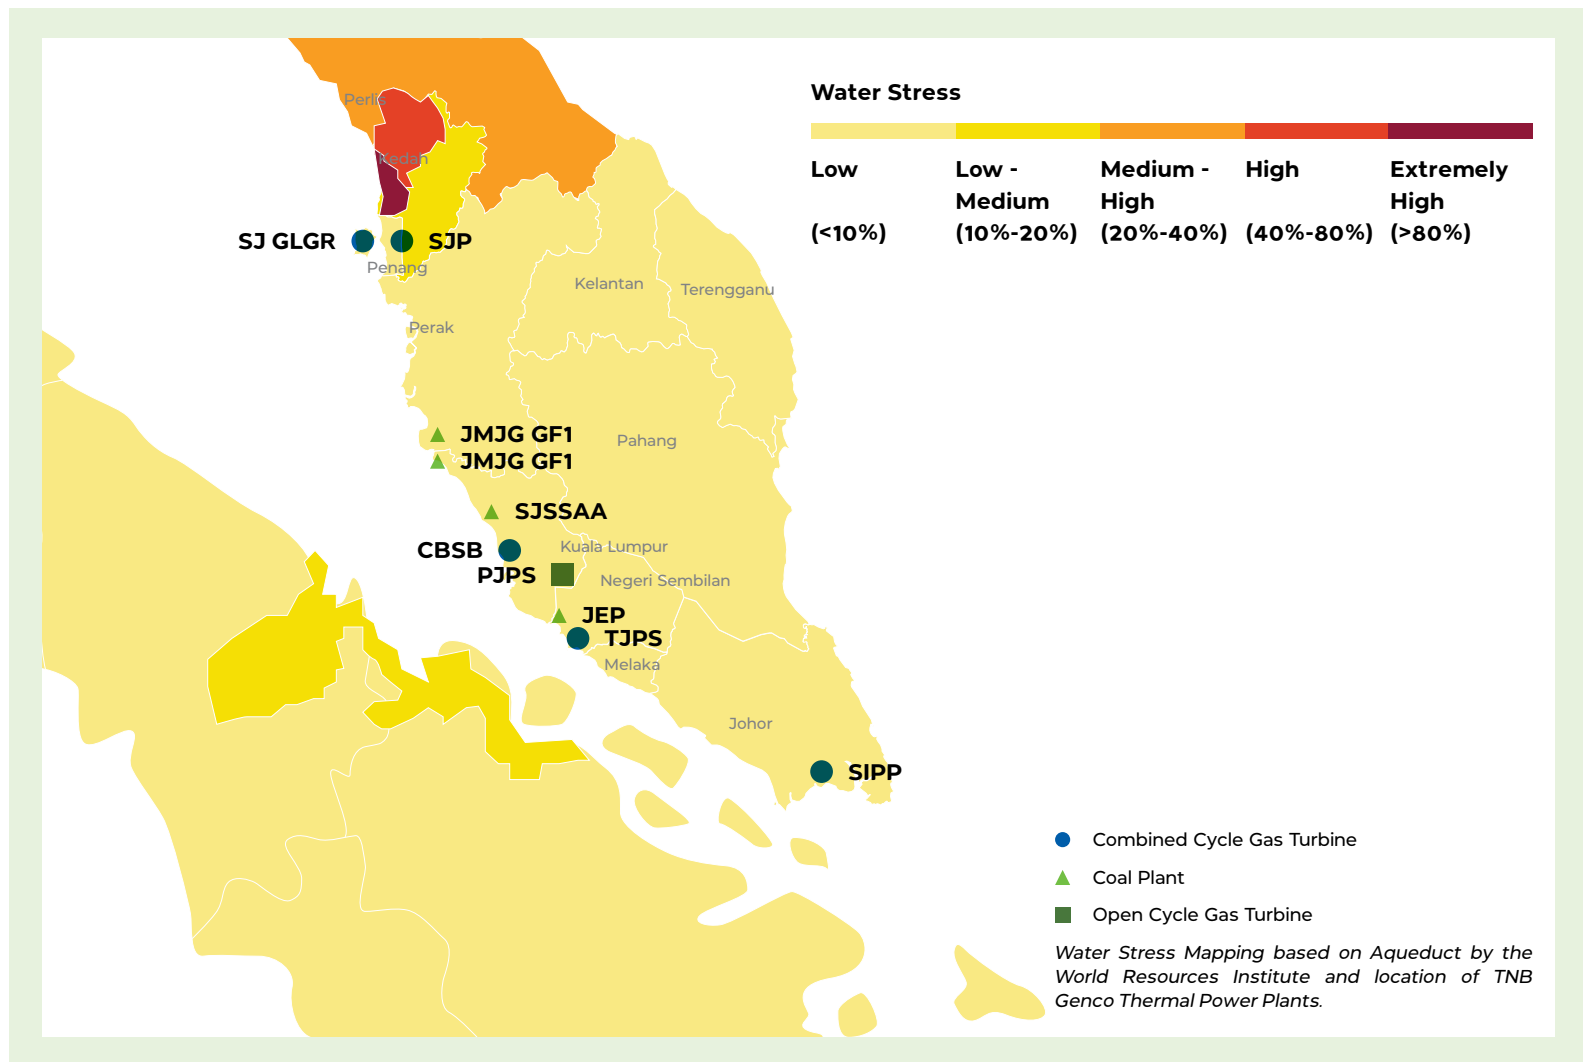 Water Stress
Low
Low -
Medium
Medium -
High
High
Extremely
High
(<10%)
(10%-20%)
(20%-40%)
(40%-80%)
(>80%)
Perlis
Kedah
SJ GLGR
SJP
Penang
Kelantan
Terengganu
Perak
JMJG GF1
Pahang
JMJG GF1
SJSSAA
CBSB
Kuala Lumpur
PJPS
Negeri Sembilan
JEP
TJPS
Melaka
Johor
SIPP
Combined Cycle Gas Turbine
Coal Plant
Open Cycle Gas Turbine
Water Stress Mapping based on Aqueduct by the
World Resources Institute and location of TNB
Genco Thermal Power Plants.